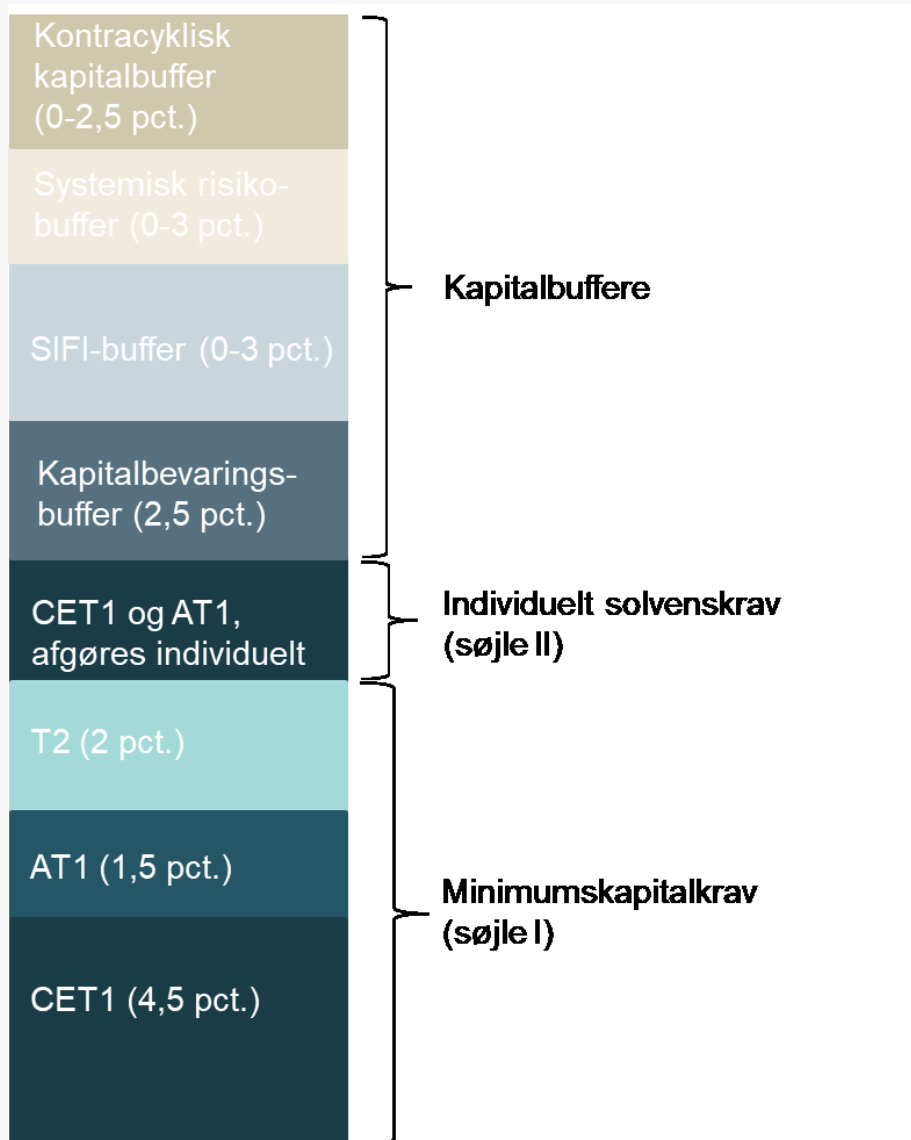 Kontracyklisk
kapitalbuffer
(0-2,5 pct.)
Systemisk risiko-
buffer (0-3 pct.)
SIFI-buffer (0-3 pct.)
Kapitalbevarings-
buffer (2,5 pct.)
Kapitalbuffere
CET1 og AT1,
afgøres individuelt
Individuelt solvenskrav
(søjle II)
T2 (2 pct.)
AT1 (1,5 pct.)
CET1 (4,5 pct.)
Minimumskapitalkrav
(søjle I)